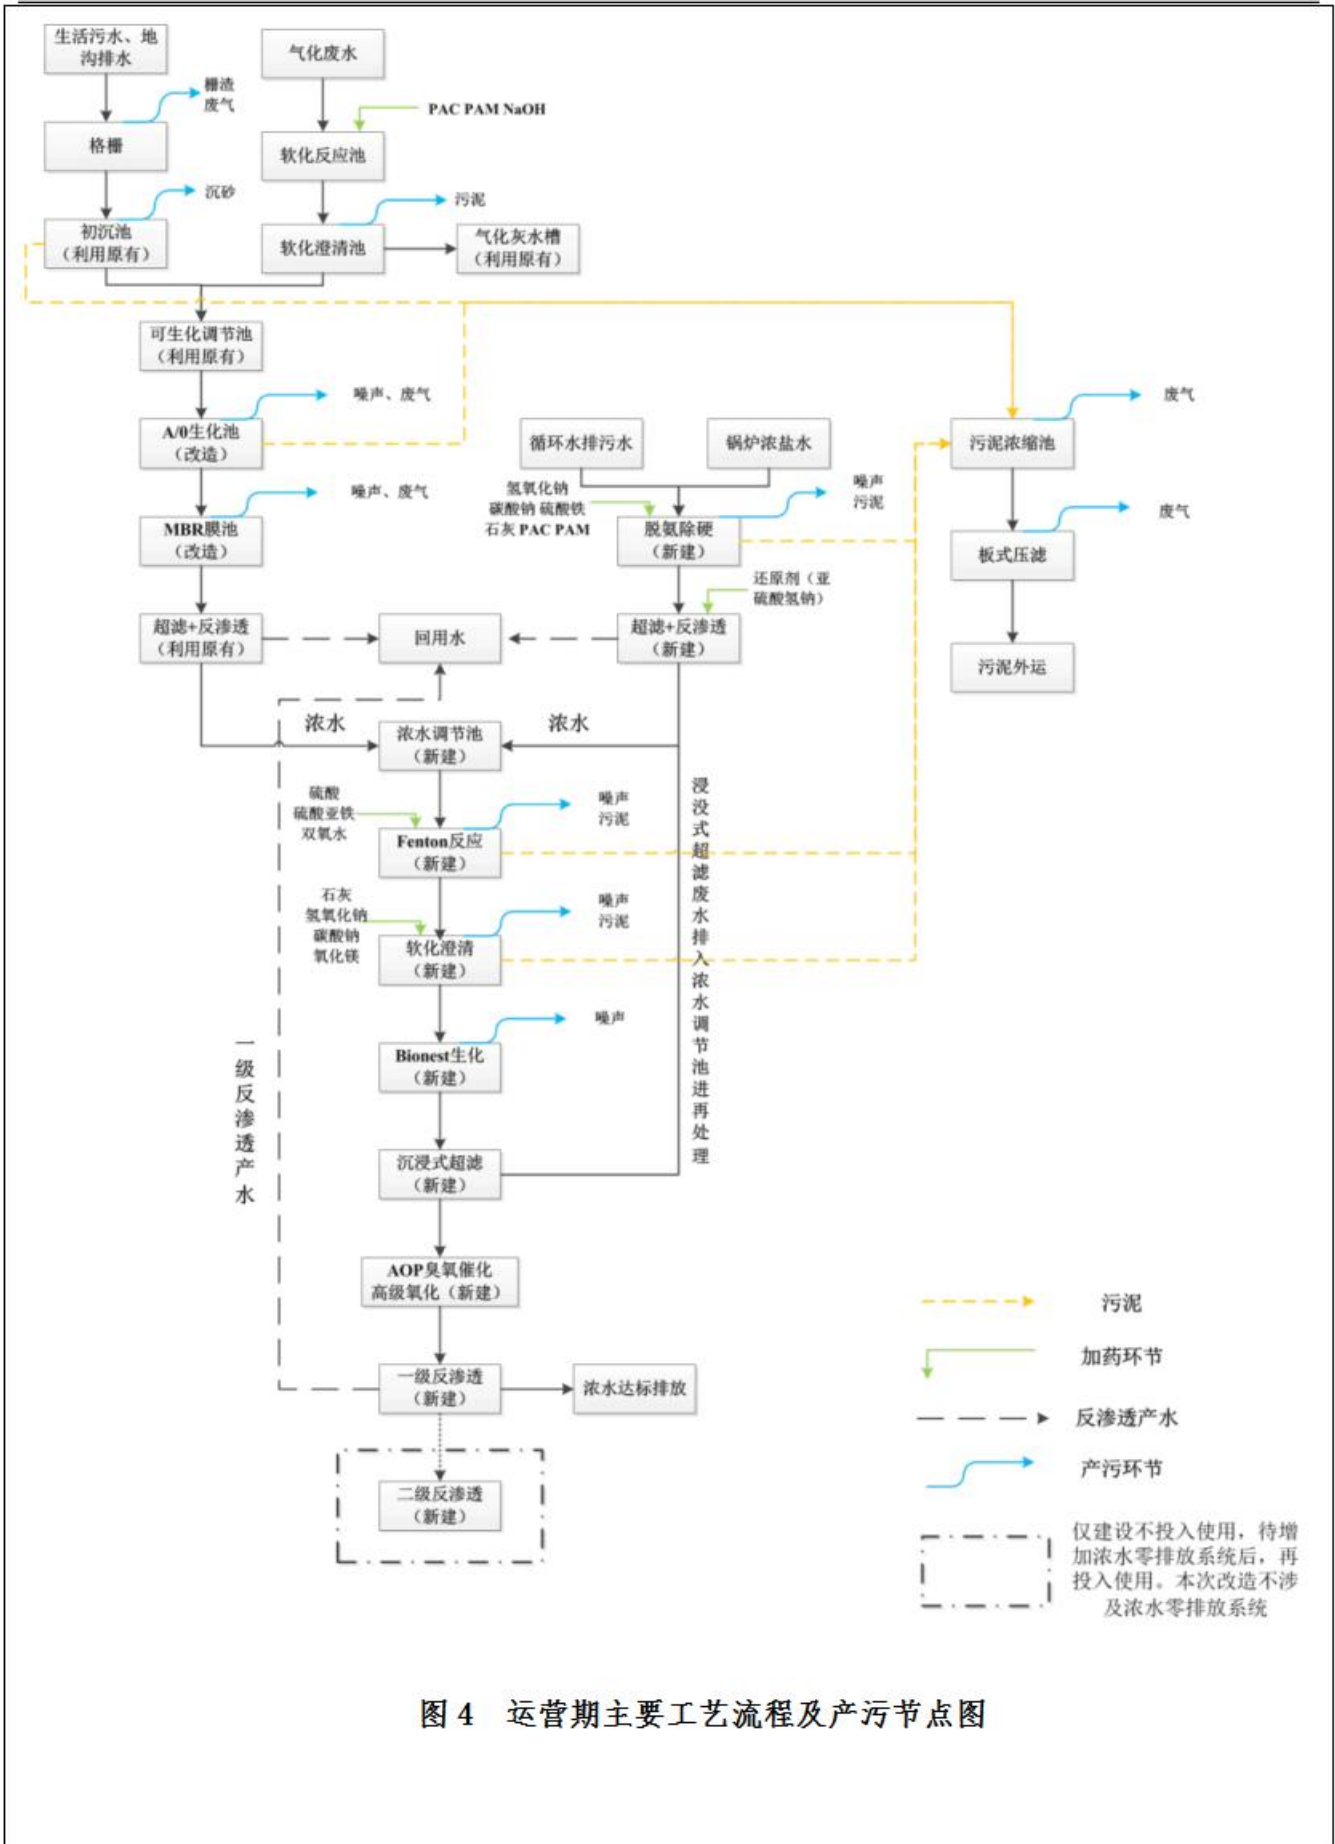 生活污水、地
沟排水
气化废水
栅渣
废气
PAC PAM NaOH
格栅
软化反应池
沉砂
污泥
初沉池
（利用原有）
软化澄清池
气化灰水槽
（利用原有）
可生化调节池
（利用原有）
噪声、废气
废气
A/0生化池
（改造）
循环水排污水
锅炉浓盐水
污泥浓缩池
噪声、废气
氢氧化钠
碳酸钠 硫酸铁
石灰 PAC PAM
噪声
污泥
废气
MBR膜池
（改造）
脱氨除硬
（新建）
板式压滤
还原剂（亚
硫酸氢钠）
超滤+反渗透
（利用原有）
回用水
超滤+反渗透
（新建）
污泥外运
浓水
浓水
浓水调节池
（新建）
硫酸
硫酸亚铁
双氧水
噪声
污泥
Fenton反应
（新建）
石灰
氢氧化钠
碳酸钠
氧化镁
噪声
污泥
软化澄清
（新建）
浸没式超滤废水排入浓水调节池进再处理
噪声
Bionest生化
（新建）
一级反渗透产水
沉浸式超滤
（新建）
AOP臭氧催化
高级氧化（新建）
一级反渗透
（新建）
浓水达标排放
二级反渗透
（新建）
污泥
加药环节
反渗透产水
产污环节
仅建设不投入使用，待增
加浓水零排放系统后，再
投入使用。本次改造不涉
及浓水零排放系统
图 4 运营期主要工艺流程及产污节点图